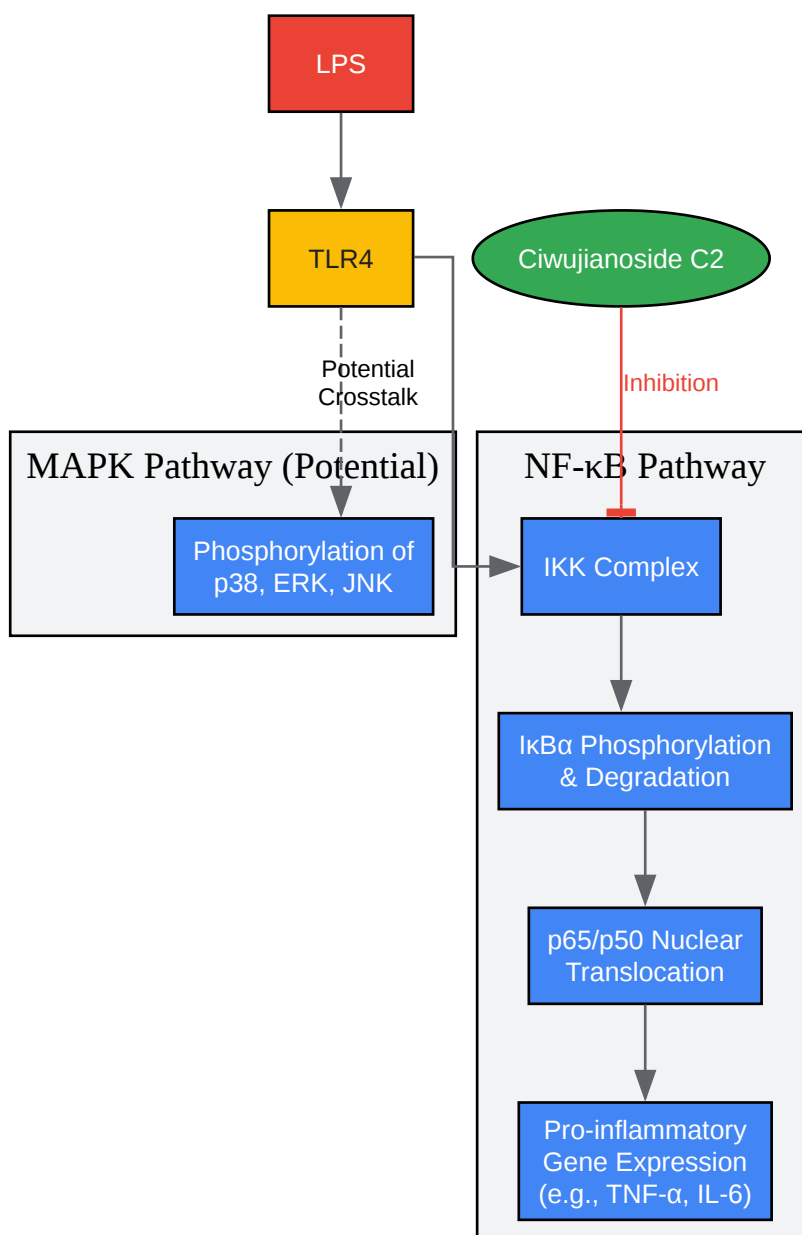 LPS
TLR4
Ciwujianoside C2
Potential
Crosstalk
Inhibition
MAPK Pathway (Potential)
NF-κB Pathway
Phosphorylation of
p38, ERK, JNK
IKK Complex
IκBα Phosphorylation
& Degradation
p65/p50 Nuclear
Translocation
Pro-inflammatory
Gene Expression
(e.g., TNF-α, IL-6)